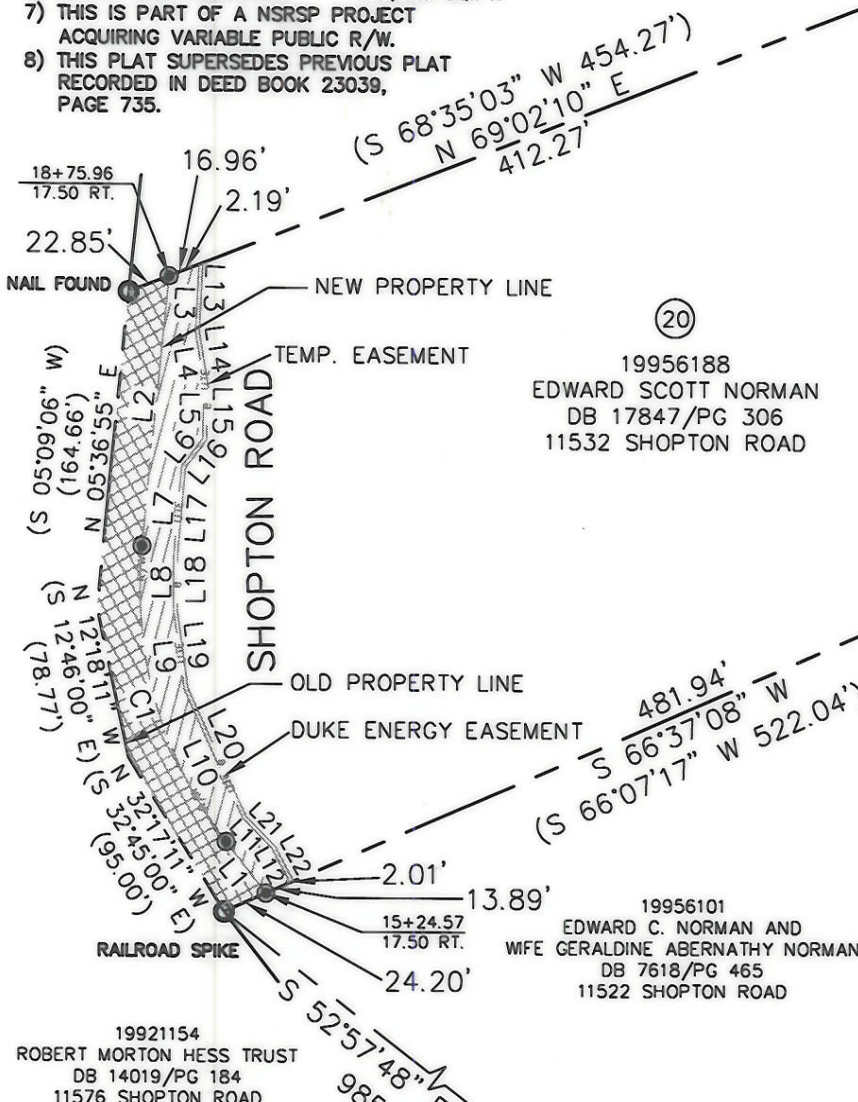 7) THIS IS PART OF A NSRSP PROJECT
ACQUIRING VARIABLE PUBLIC R/W.
8) THIS PLAT SUPERSEDES PREVIOUS PLAT
RECORDED IN DEED BOOK 23039,
PAGE 735.
(S 68°35'03" W 454.27')
N 69°02'10" E
412.27'
16.96'
18+75.96
17.50 RT.
2.19'
22.85'
NAIL FOUND
NEW PROPERTY LINE
TEMP. EASEMENT
20
19956188
EDWARD SCOTT NORMAN
DB 17847/PG 306
11532 SHOPTON ROAD
L13
L3
L14
L4
L2
L15
L5
L6
L16
L7
L17
L8
L18
L9
L19
C1
L20
L10
L21
L22
L11
L12
L1
SHOPTON ROAD
(S 05°09'06" W)
(164.66')
N 05°36'55" E
N 12°18'11" W
(S 12°46'00" E)
(78.77')
N 32°17'11" W
(S 32°45'00" E)
(95.00')
OLD PROPERTY LINE
DUKE ENERGY EASEMENT
481.94'
S 66°37'08" W
(S 66°07'17" W 522.04')
2.01'
13.89'
15+24.57
17.50 RT.
24.20'
RAILROAD SPIKE
19956101
EDWARD C. NORMAN AND
WIFE GERALDINE ABERNATHY NORMAN
DB 7618/PG 465
11522 SHOPTON ROAD
S 52°57'48"
19921154
ROBERT MORTON HESS TRUST
DB 14019/PG 184
11576 SHOPTON ROAD